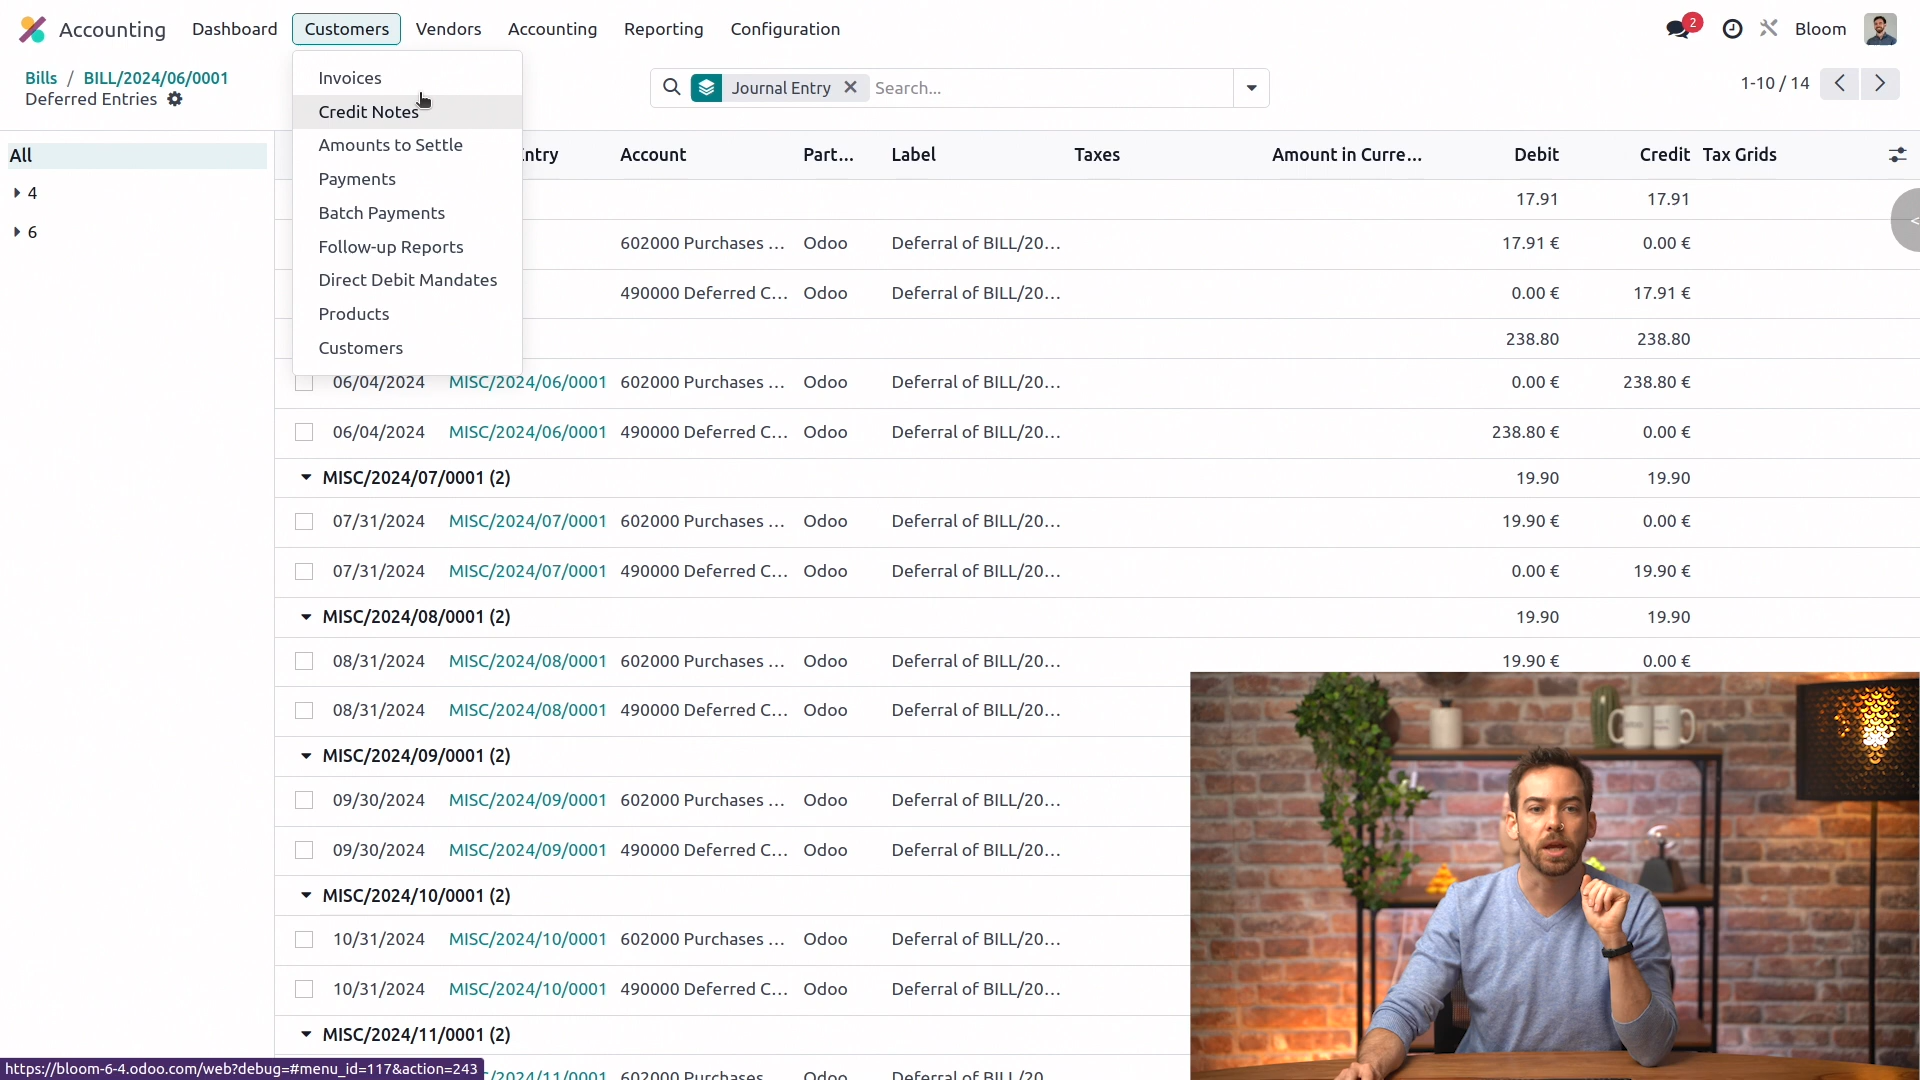 Accounting Dashboard Customers Vendors Accounting Reporting Configuration 2 Bloom
Bills / BILL/2024/06/0001
Deferred Entries
Journal Entry Search...
1-10 / 14
Invoices
Credit Notes
Amounts to Settle
Payments
Batch Payments
Follow-up Reports
Direct Debit Mandates
Products
Customers
All
4
6
ntry Account Part... Label Taxes Amount in Curre... Debit Credit Tax Grids
17.91 17.91
602000 Purchases ... Odoo Deferral of BILL/20... 17.91 € 0.00 €
490000 Deferred C... Odoo Deferral of BILL/20... 0.00 € 17.91 €
238.80 238.80
06/04/2024 MISC/2024/06/0001 602000 Purchases ... Odoo Deferral of BILL/20... 0.00 € 238.80 €
06/04/2024 MISC/2024/06/0001 490000 Deferred C... Odoo Deferral of BILL/20... 238.80 € 0.00 €
MISC/2024/07/0001 (2) 19.90 19.90
07/31/2024 MISC/2024/07/0001 602000 Purchases ... Odoo Deferral of BILL/20... 19.90 € 0.00 €
07/31/2024 MISC/2024/07/0001 490000 Deferred C... Odoo Deferral of BILL/20... 0.00 € 19.90 €
MISC/2024/08/0001 (2) 19.90 19.90
08/31/2024 MISC/2024/08/0001 602000 Purchases ... Odoo Deferral of BILL/20... 19.90 € 0.00 €
08/31/2024 MISC/2024/08/0001 490000 Deferred C... Odoo Deferral of BILL/20...
MISC/2024/09/0001 (2)
09/30/2024 MISC/2024/09/0001 602000 Purchases ... Odoo Deferral of BILL/20...
09/30/2024 MISC/2024/09/0001 490000 Deferred C... Odoo Deferral of BILL/20...
MISC/2024/10/0001 (2)
10/31/2024 MISC/2024/10/0001 602000 Purchases ... Odoo Deferral of BILL/20...
10/31/2024 MISC/2024/10/0001 490000 Deferred C... Odoo Deferral of BILL/20...
MISC/2024/11/0001 (2)
/2024/11/0001 602000 Purchases ... Odoo Deferral of BILL/20...
https://bloom-6-4.odoo.com/web?debug=#menu_id=117&action=243